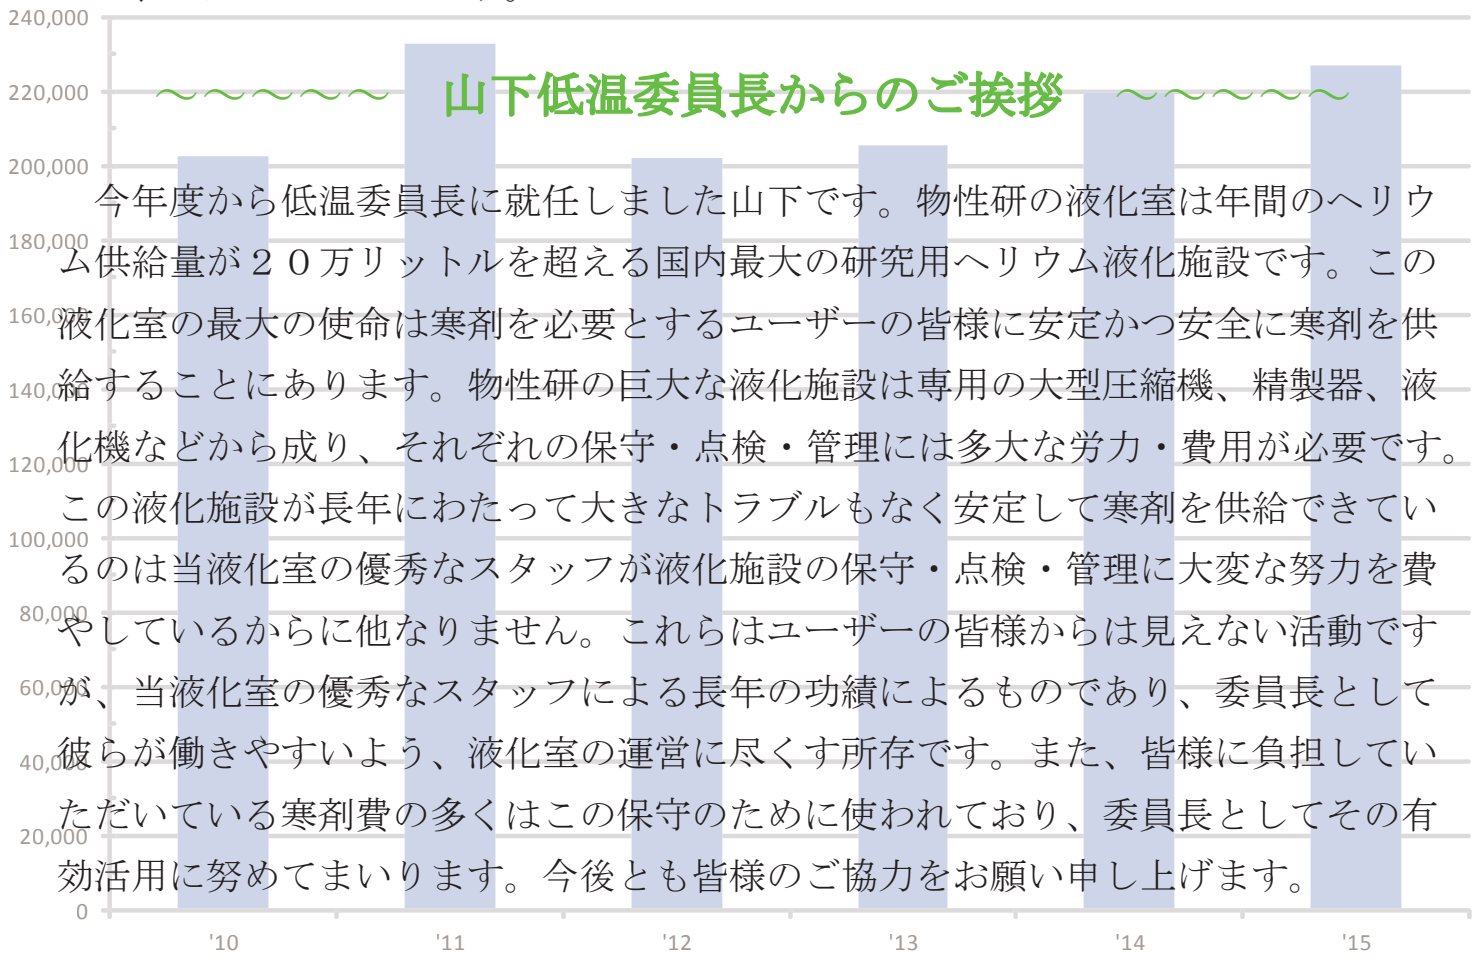 ～～～～～　山下低温委員長からのご挨拶　～～～～～
　今年度から低温委員長に就任しました山下です。物性研の液化室は年間のヘリウ
ム供給量が２０万リットルを超える国内最大の研究用ヘリウム液化施設です。この
液化室の最大の使命は寒剤を必要とするユーザーの皆様に安定かつ安全に寒剤を供
給することにあります。物性研の巨大な液化施設は専用の大型圧縮機、精製器、液
化機などから成り、それぞれの保守・点検・管理には多大な労力・費用が必要です。
この液化施設が長年にわたって大きなトラブルもなく安定して寒剤を供給できてい
るのは当液化室の優秀なスタッフが液化施設の保守・点検・管理に大変な努力を費
やしているからに他なりません。これらはユーザーの皆様からは見えない活動です
が、当液化室の優秀なスタッフによる長年の功績によるものであり、委員長として
彼らが働きやすいよう、液化室の運営に尽くす所存です。また、皆様に負担してい
ただいている寒剤費の多くはこの保守のために使われており、委員長としてその有
効活用に努めてまいります。今後とも皆様のご協力をお願い申し上げます。
240,000
220,000
200,000
180,000
160,000
140,000
120,000
100,000
80,000
60,000
40,000
20,000
0
'10 '11 '12 '13 '14 '15